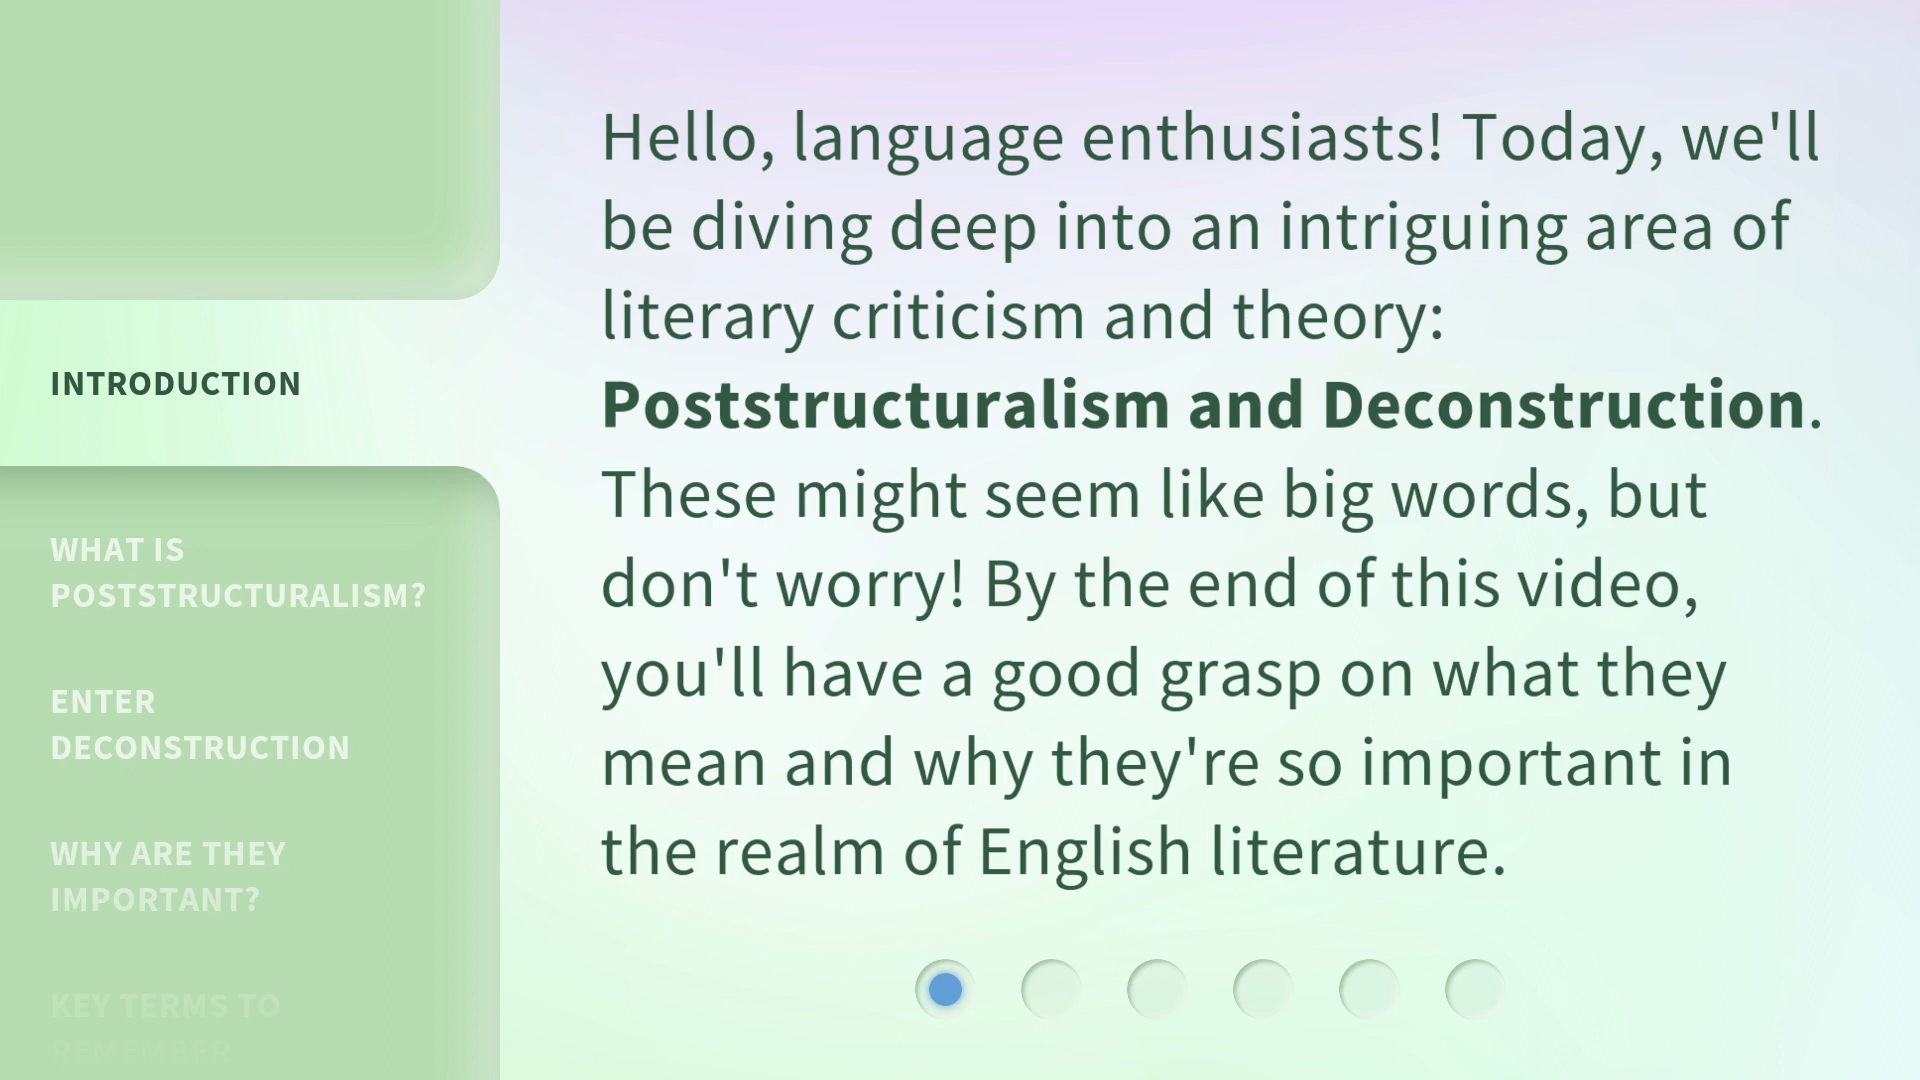 INTRODUCTION
WHAT IS
POSTSTRUCTURALISM?
ENTER
DECONSTRUCTION
WHY ARE THEY
IMPORTANT?
KEY TERMS TO
REMEMBER
Hello, language enthusiasts! Today, we'll
be diving deep into an intriguing area of
literary criticism and theory:
Poststructuralism and Deconstruction.
These might seem like big words, but
don't worry! By the end of this video,
you'll have a good grasp on what they
mean and why they're so important in
the realm of English literature.